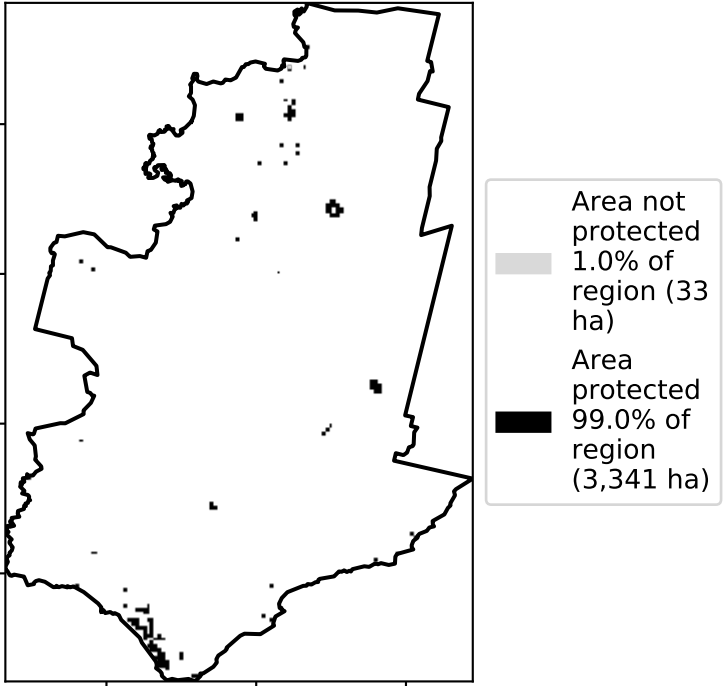 Area not
protected
1.0% of
region (33
ha)
Area
protected
99.0% of
region
(3,341 ha)